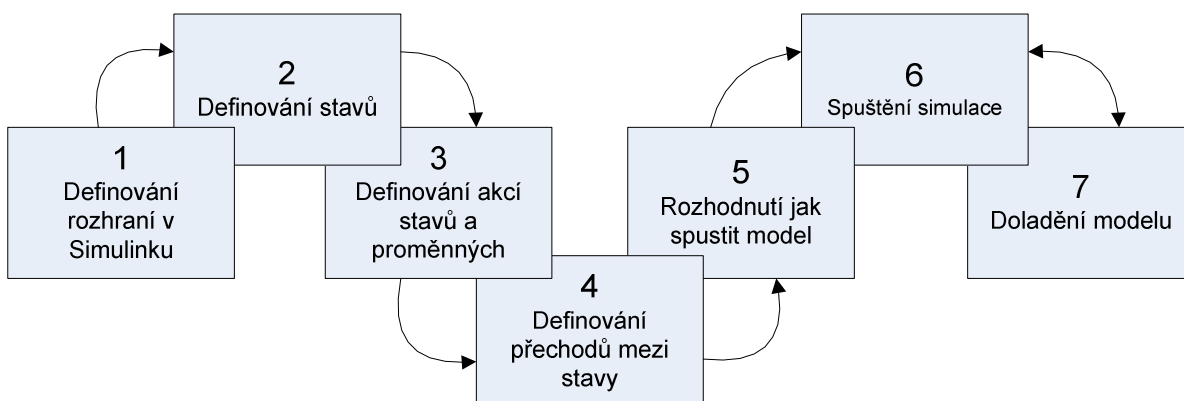 1
Definování
rozhraní v
Simulinku
2
Definování stavů
3
Definování akcí
stavů a
proměnných
4
Definování
přechodů mezi
stavy
5
Rozhodnutí jak
spustit model
6
Spuštění simulace
7
Doladění modelu